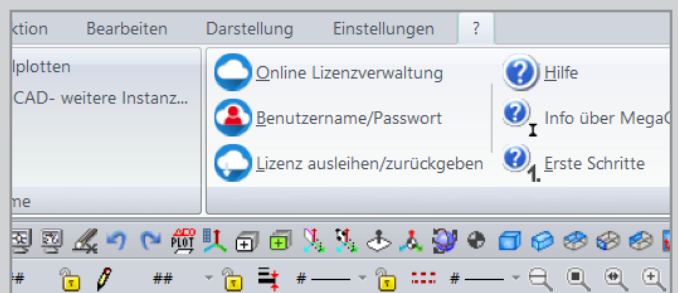 ktion Bearbeiten Darstellung Einstellungen ?
lplotten Online Lizenzverwaltung Hilfe
CAD- weitere Instanz... Benutzername/Passwort Info über MegaC
Lizenz ausleihen/zurückgeben 1. Erste Schritte
me
PLOT
## ## # #